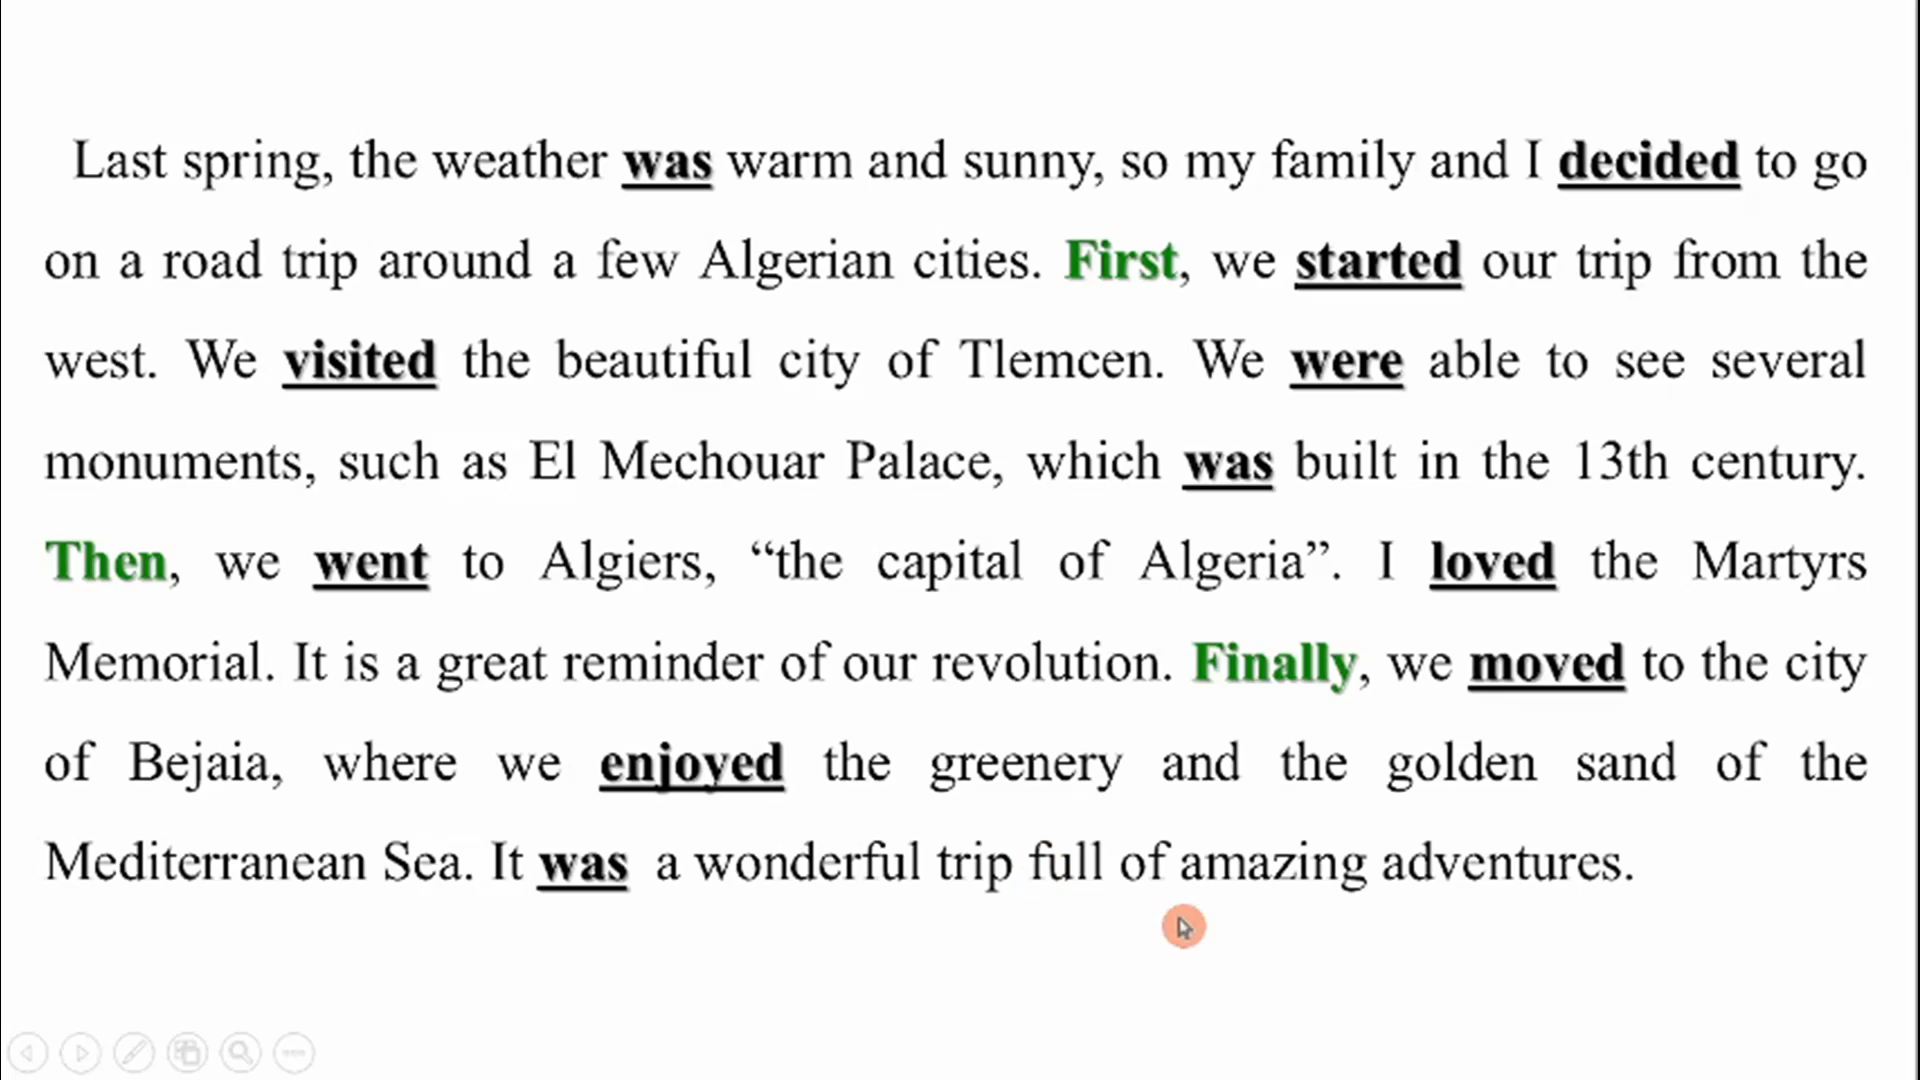 Last spring, the weather was warm and sunny, so my family and I decided to go
on a road trip around a few Algerian cities. First, we started our trip from the
west. We visited the beautiful city of Tlemcen. We were able to see several
monuments, such as El Mechouar Palace, which was built in the 13th century.
Then, we went to Algiers, “the capital of Algeria”. I loved the Martyrs
Memorial. It is a great reminder of our revolution. Finally, we moved to the city
of Bejaia, where we enjoyed the greenery and the golden sand of the
Mediterranean Sea. It was a wonderful trip full of amazing adventures.